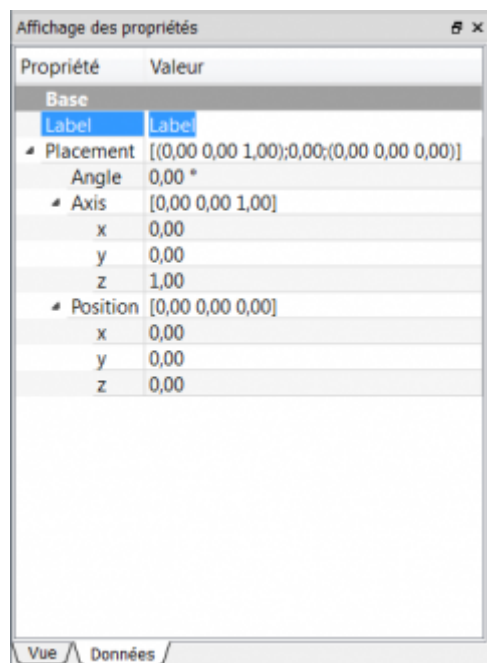 Affichage des propriétés
Propriété Valeur
Base
Label Label
Placement [(0,00 0,00 1,00);0,00;(0,00 0,00 0,00)]
Angle 0,00 °
Axis [0,00 0,00 1,00]
x 0,00
y 0,00
z 1,00
Position [0,00 0,00 0,00]
x 0,00
y 0,00
z 0,00
Vue Données